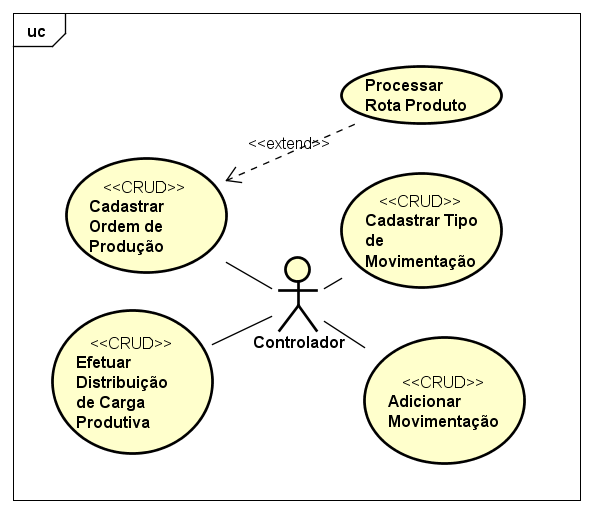 uc
Processar
Rota Produto
<<extend>>
<<CRUD>>
Cadastrar
Ordem de
Produção
<<CRUD>>
Cadastrar Tipo
de
Movimentação
Controlador
<<CRUD>>
Efetuar
Distribuição
de Carga
Produtiva
<<CRUD>>
Adicionar
Movimentação